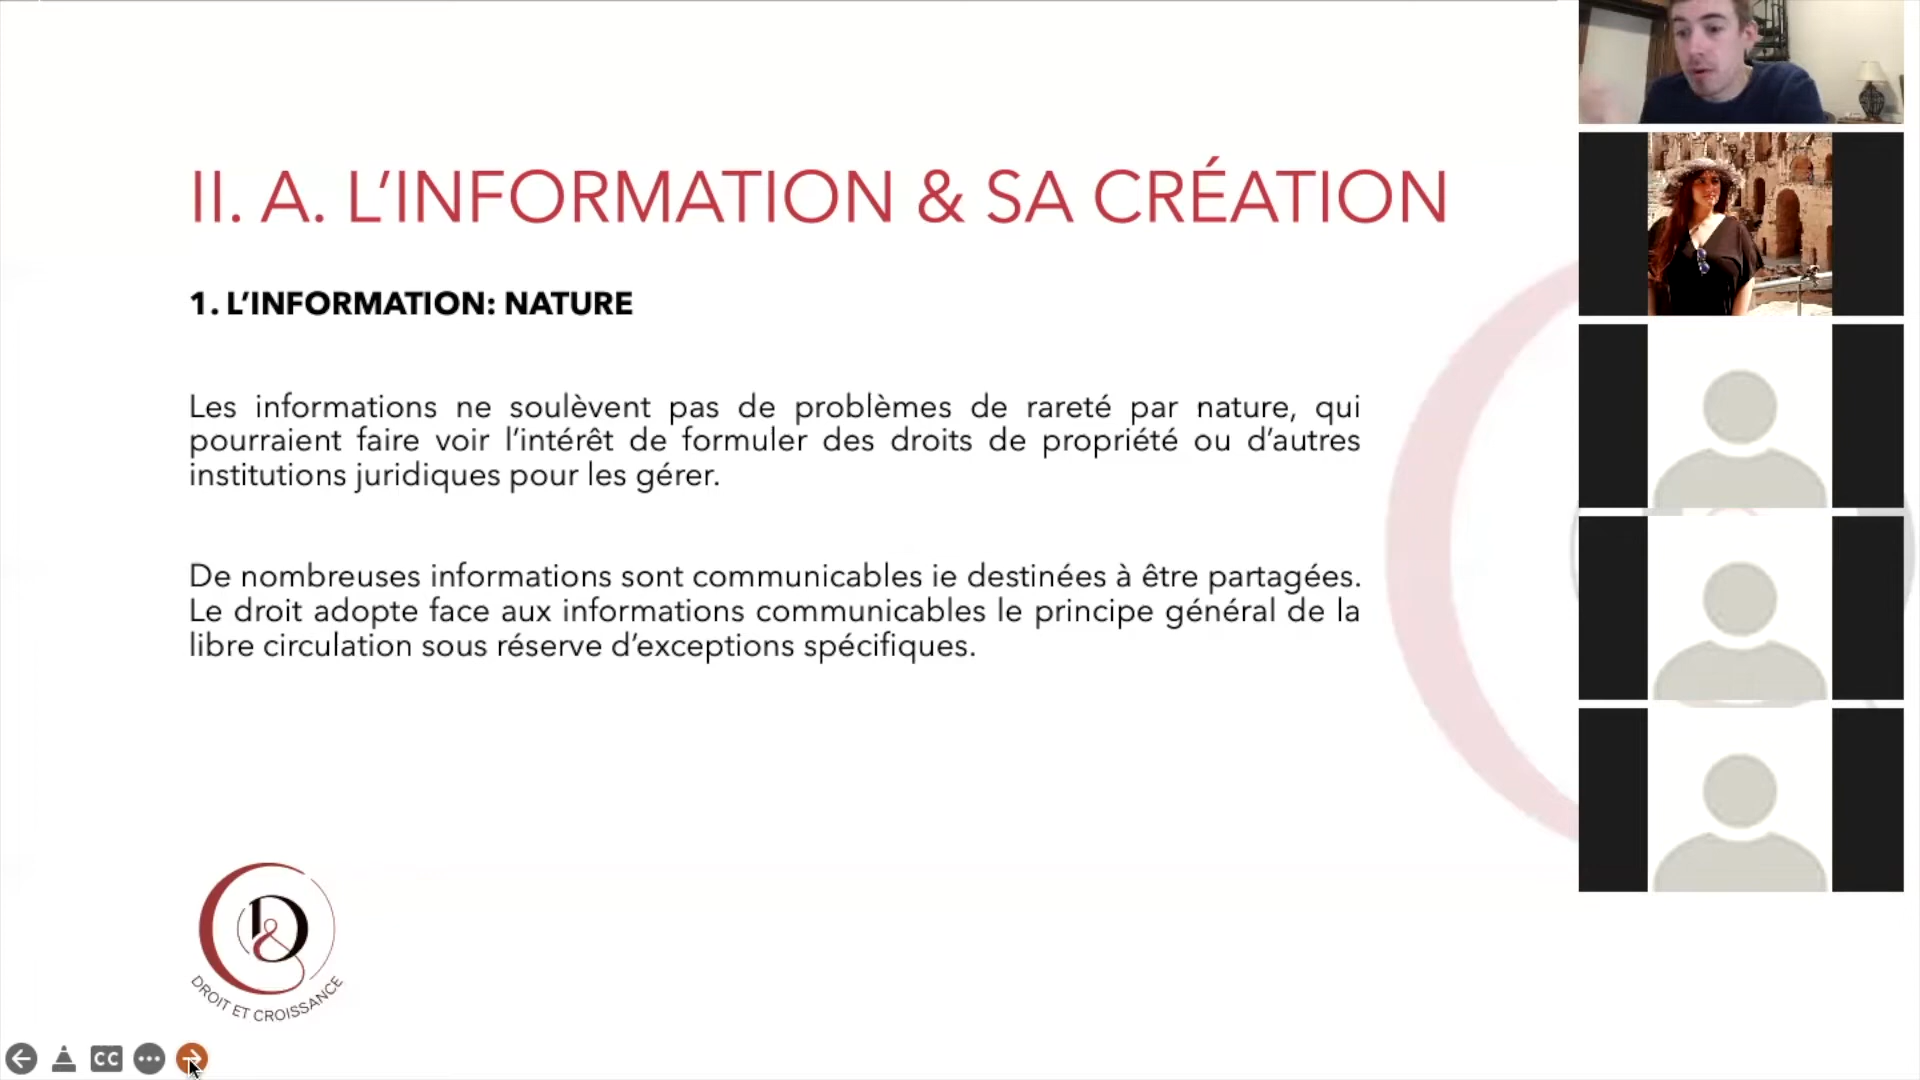 II. A. L’INFORMATION & SA CRÉATION
1. L’INFORMATION: NATURE
Les informations ne soulèvent pas de problèmes de rareté par nature, qui
pourraient faire voir l’intérêt de formuler des droits de propriété ou d’autres
institutions juridiques pour les gérer.
De nombreuses informations sont communicables ie destinées à être partagées.
Le droit adopte face aux informations communicables le principe général de la
libre circulation sous réserve d’exceptions spécifiques.
D&
DROIT ET CROISSANCE
CC